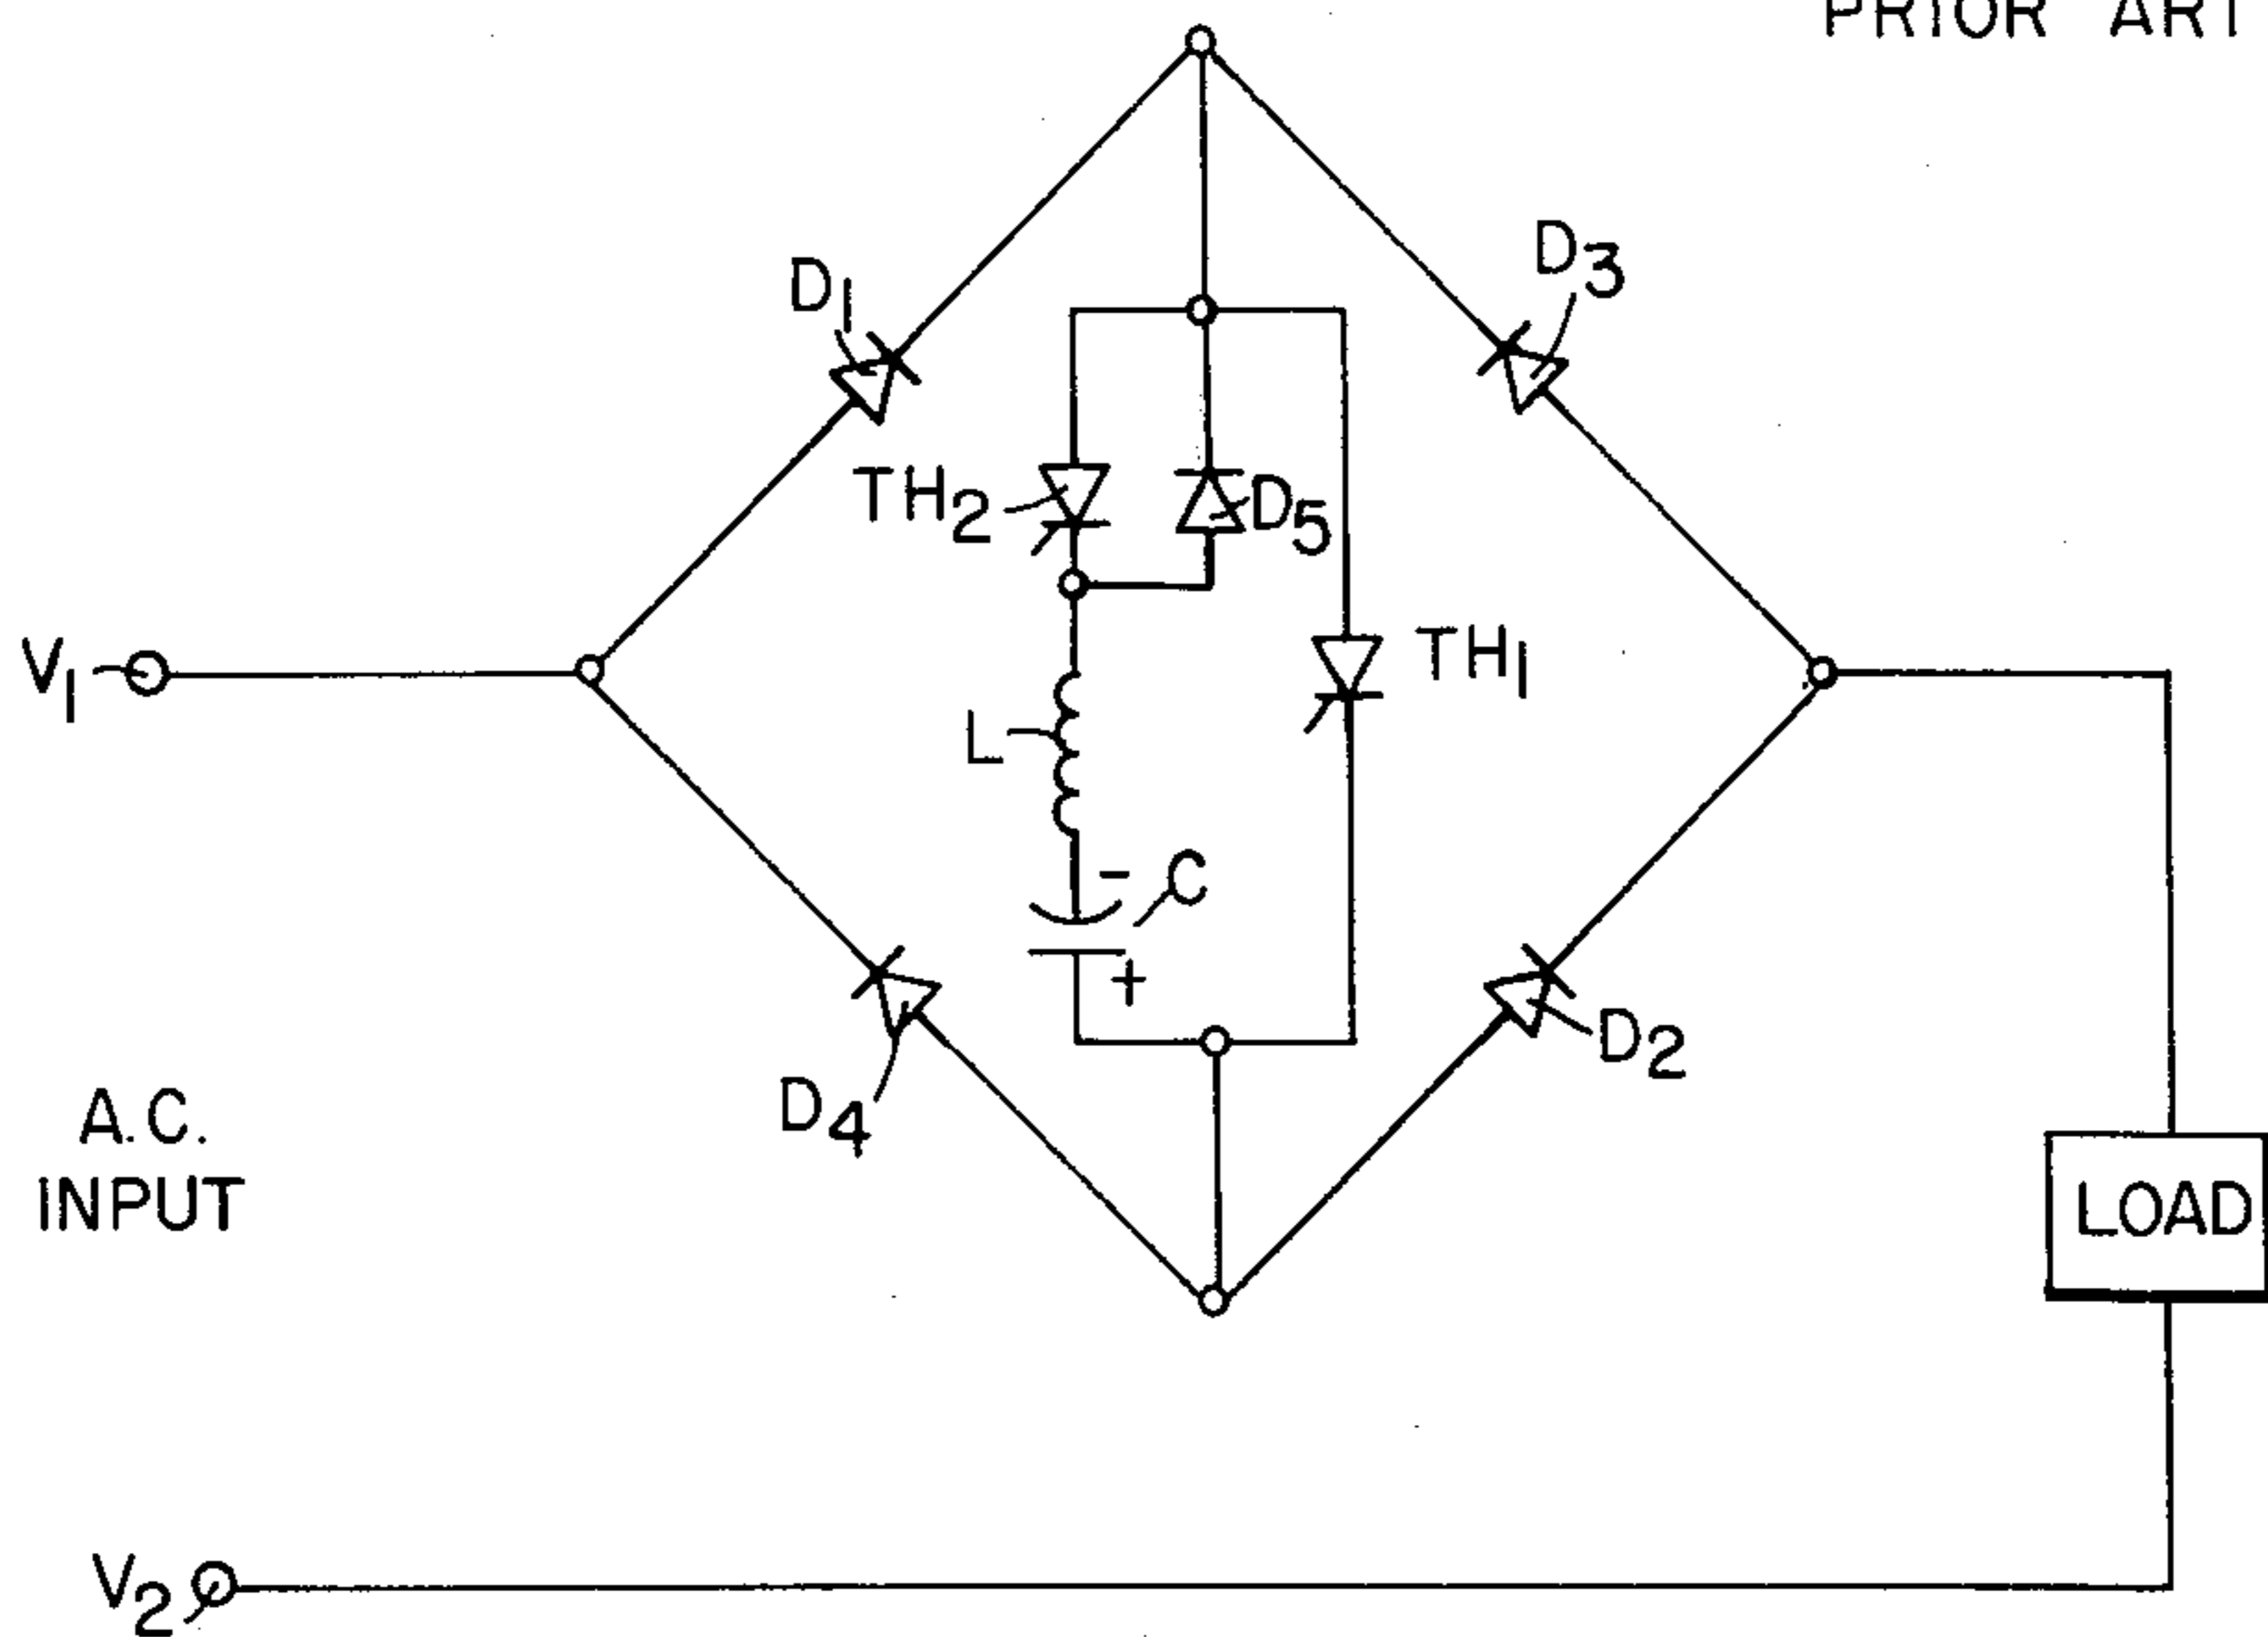 PRIOR ART
D1
D3
TH2
D5
V1
TH1
L
- C
+
D2
D4
A.C.
INPUT
LOAD
V2